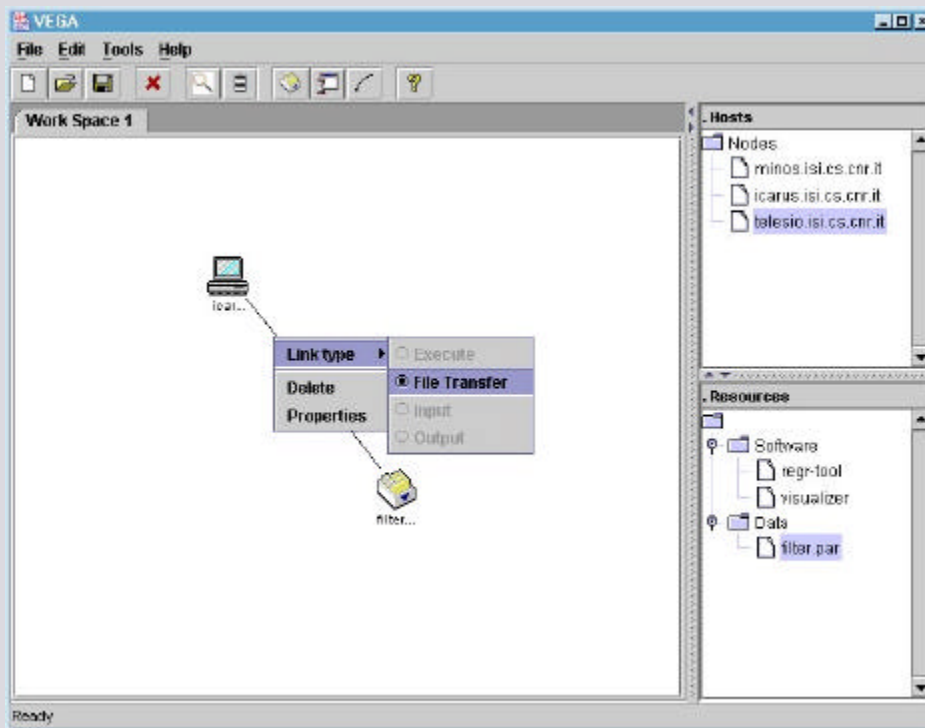 VEGA
File Edit Tools Help
Work Space 1
icar...
Link type
Delete
Properties
Execute
File Transfer
Input
Output
filter...
Hosts
Nodes
minos.isi.cs.cnr.it
icarus.isi.cs.cnr.it
telesio.isi.cs.cnr.it
Resources
Software
regr-tool
visualizer
Data
filter.par
Ready